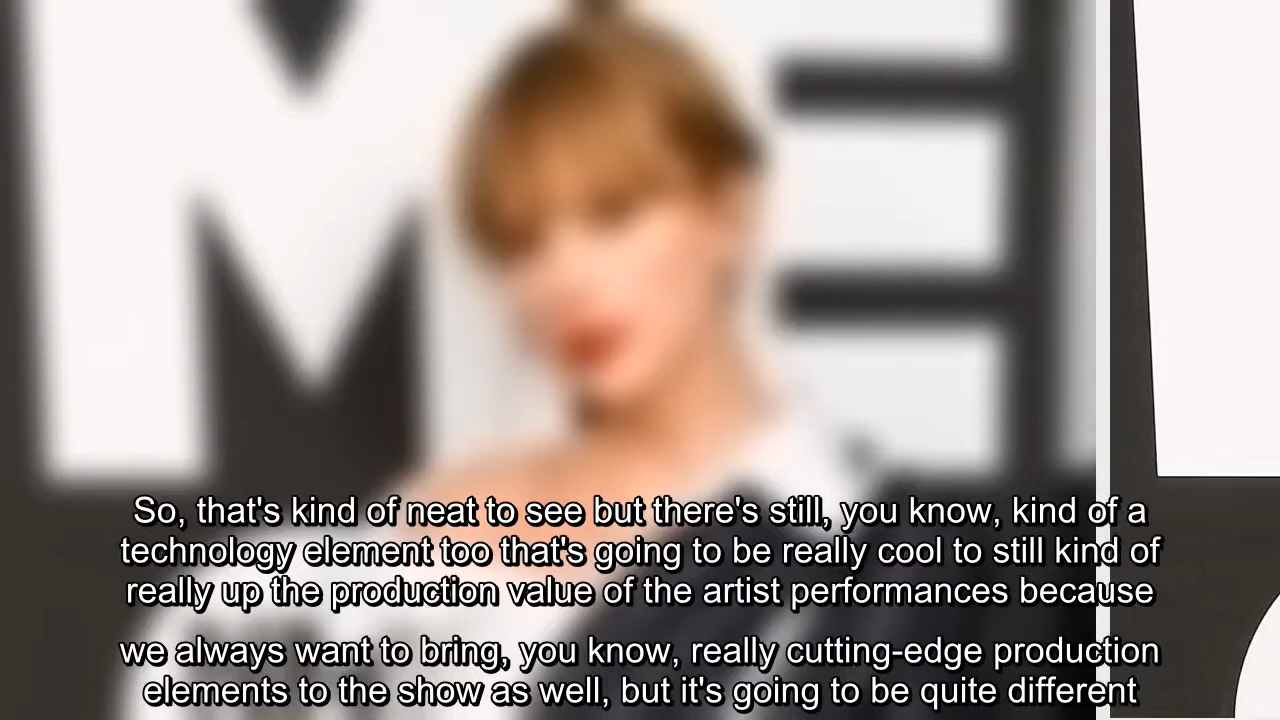 ME
So, that's kind of neat to see but there's still, you know, kind of a
technology element too that's going to be really cool to still kind of
really up the production value of the artist performances because
we always want to bring, you know, really cutting-edge production
elements to the show as well, but it's going to be quite different